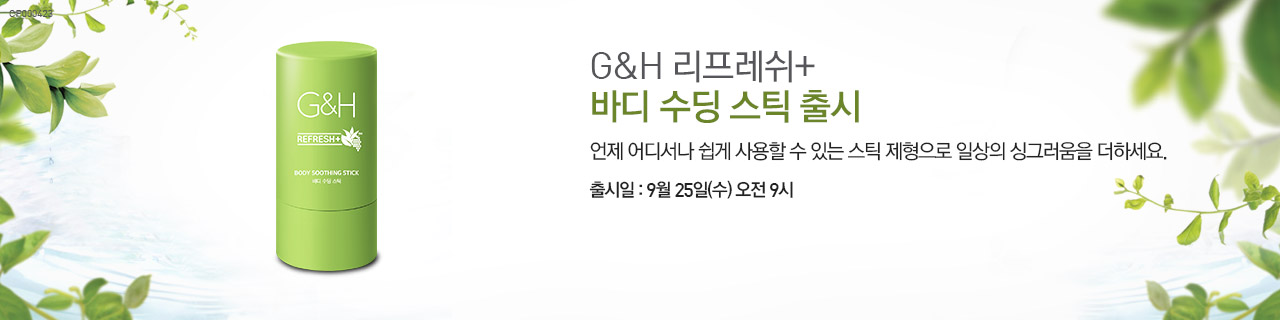 G&H 리프레쉬+
바디 수딩 스틱 출시
언제 어디서나 쉽게 사용할 수 있는 스틱 제형으로 일상의 싱그러움을 더하세요.
출시일 : 9월 25일(수) 오전 9시
G&H
REFRESH+
BODY SOOTHING STICK
바디 수딩 스틱